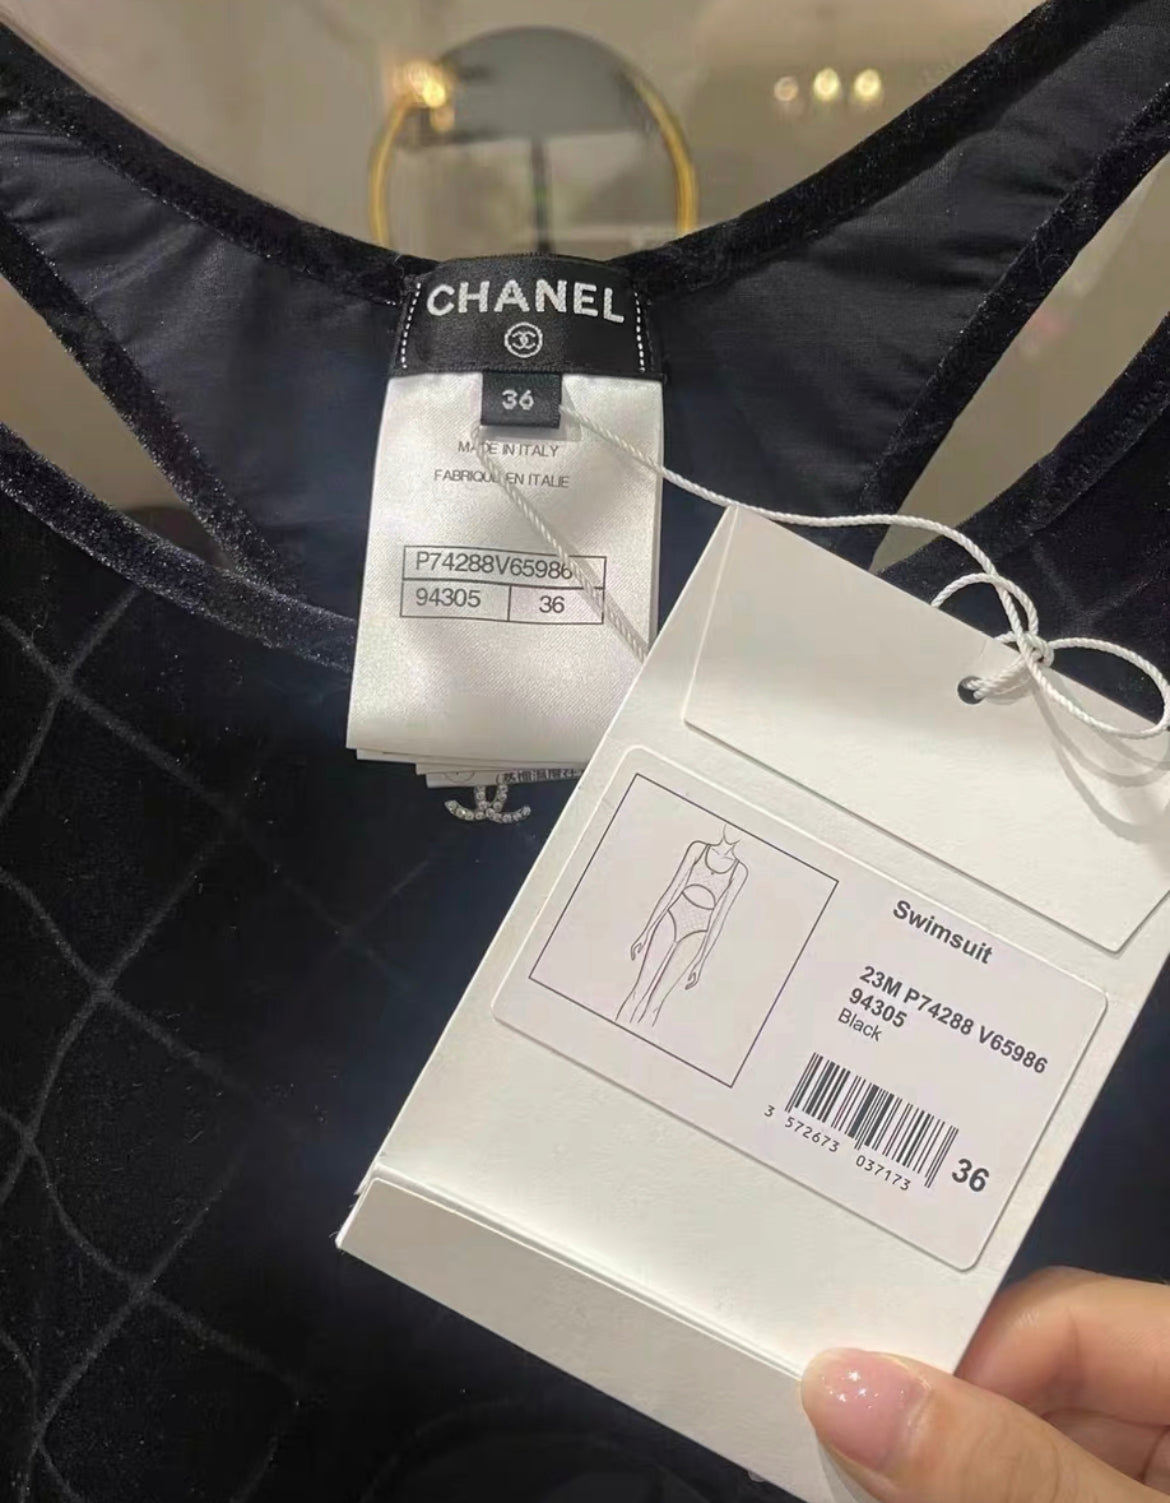 CHANEL
36
MADE IN ITALY
FABRIQUÉ EN ITALIE
P74288V65986
94305
36
Swimsuit
23M P74288 V65986
94305
Black
3 572673 037173
36